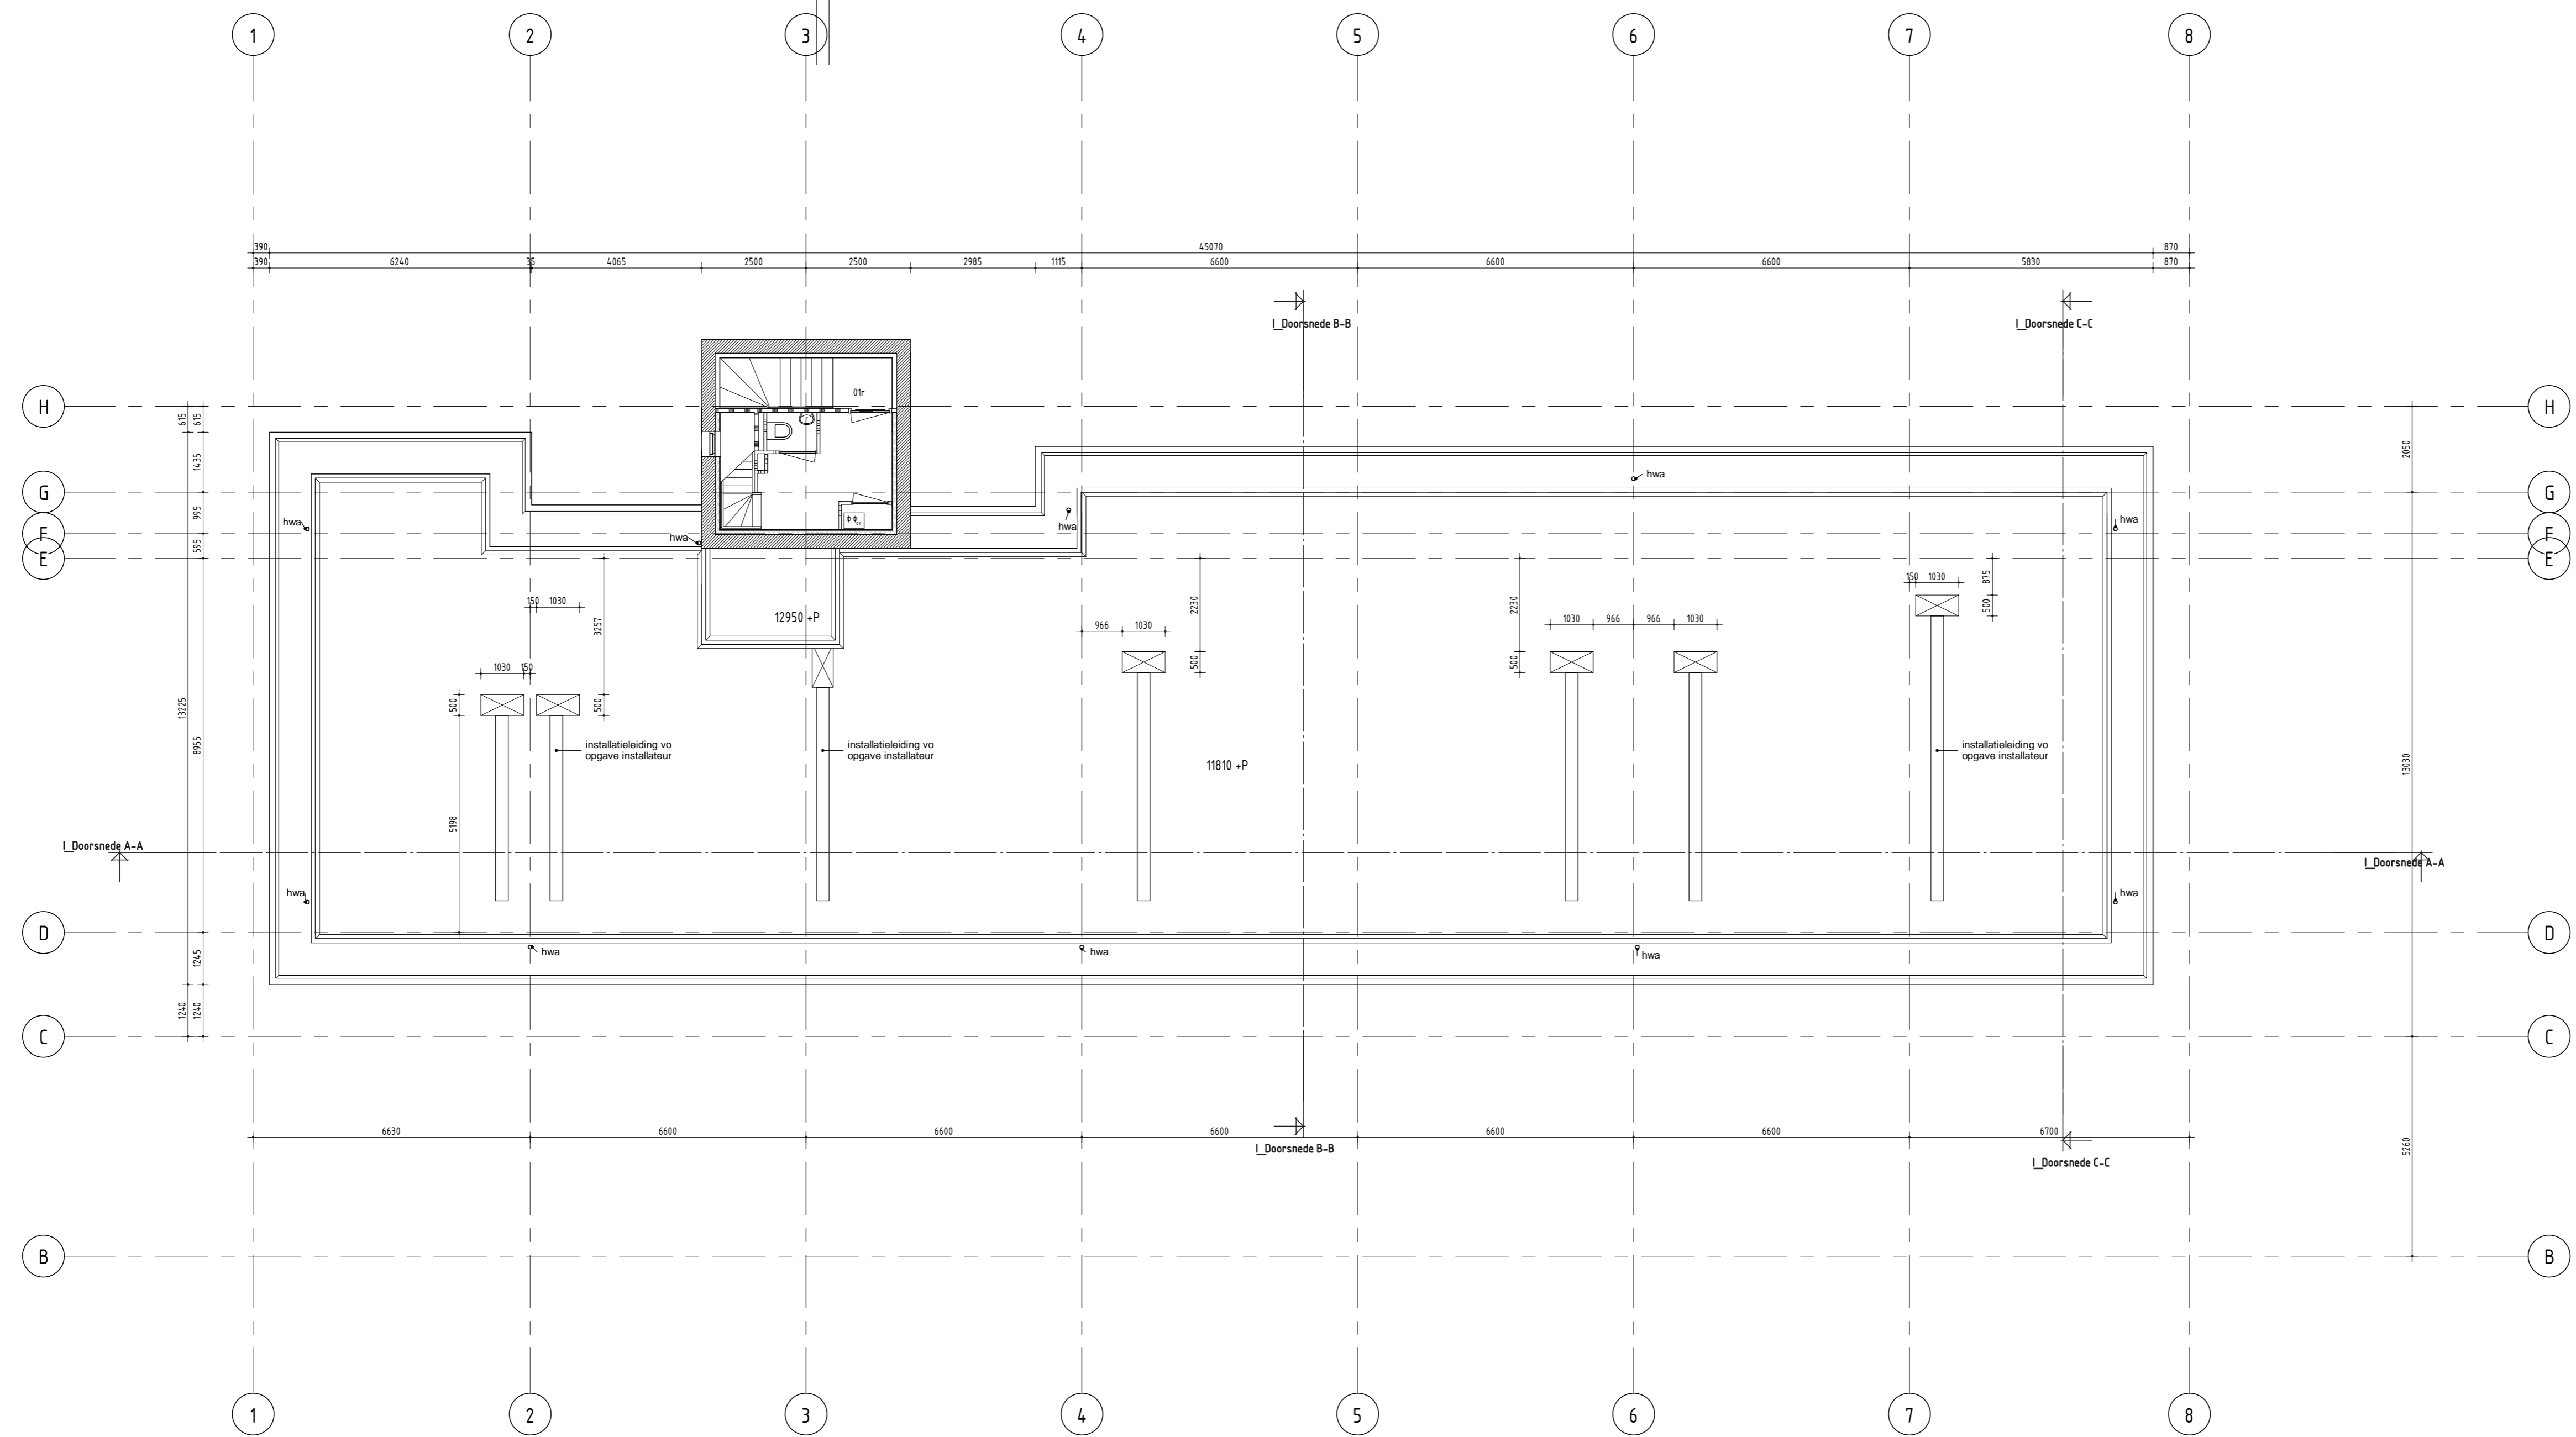 1 2 3 4 5 6 7 8
390 45070 870
390 6240 35 4065 2500 2500 2985 1115 6600 6600 6600 5830 870
I_Doorsnede B-B I_Doorsnede C-C
01r
H H
615 615
1435
2050
G G
hwa
995
hwa
hwa
hwa
F F
hwa
595
E E
150 1030
875
500
150 1030
3257
12950 +P
966 1030
2230
500
2230
500
1030 966 966 1030
1030 150
500
500
13225
8955
13030
installatieleiding vo
opgave installateur
installatieleiding vo
opgave installateur
installatieleiding vo
opgave installateur
11810 +P
5198
I_Doorsnede A-A
I_Doorsnede A-A
hwa
hwa
D D
hwa
hwa
hwa
1245
1240 1240
C C
6630 6600 6600 6600 6600 6600 6700
I_Doorsnede B-B
I_Doorsnede C-C
5260
B B
1 2 3 4 5 6 7 8